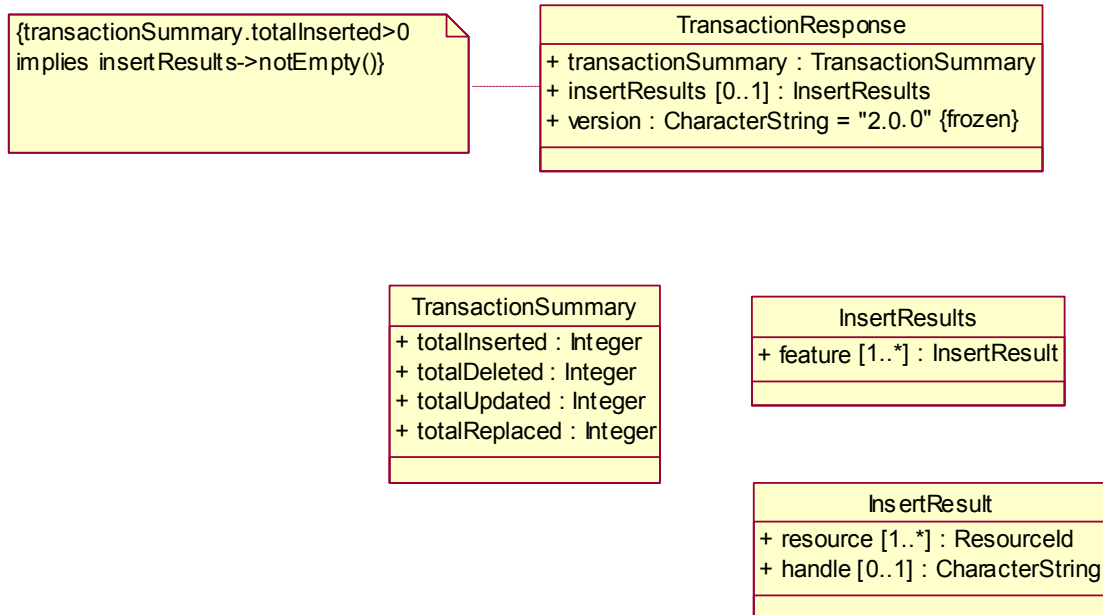 {transactionSummary.totalInserted>0
implies insertResults->notEmpty()}
TransactionResponse
+ transactionSummary : TransactionSummary
+ insertResults [0..1] : InsertResults
+ version : CharacterString = "2.0.0" {frozen}
TransactionSummary
+ totalInserted : Integer
+ totalDeleted : Integer
+ totalUpdated : Integer
+ totalReplaced : Integer
InsertResults
+ feature [1..*] : InsertResult
InsertResult
+ resource [1..*] : ResourceId
+ handle [0..1] : CharacterString